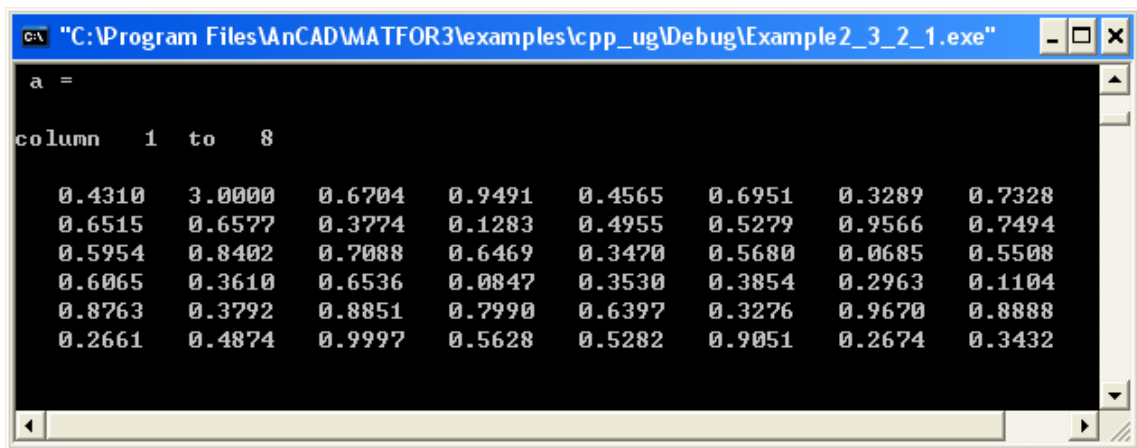 "C:\Program Files\AnCAD\MATFOR3\examples\cpp_ug\Debug\Example2_3_2_1.exe"
a =
column 1 to 8
0.4310 3.0000 0.6704 0.9491 0.4565 0.6951 0.3289 0.7328
0.6515 0.6577 0.3774 0.1283 0.4955 0.5279 0.9566 0.7494
0.5954 0.8402 0.7088 0.6469 0.3470 0.5680 0.0685 0.5508
0.6065 0.3610 0.6536 0.0847 0.3530 0.3854 0.2963 0.1104
0.8763 0.3792 0.8851 0.7990 0.6397 0.3276 0.9670 0.8888
0.2661 0.4874 0.9997 0.5628 0.5282 0.9051 0.2674 0.3432